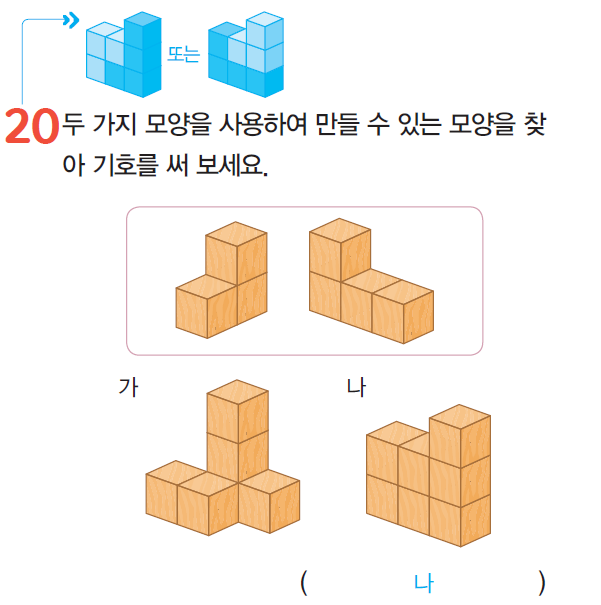 또는
20 두 가지 모양을 사용하여 만들 수 있는 모양을 찾
아 기호를 써 보세요.
가 나
( 나 )